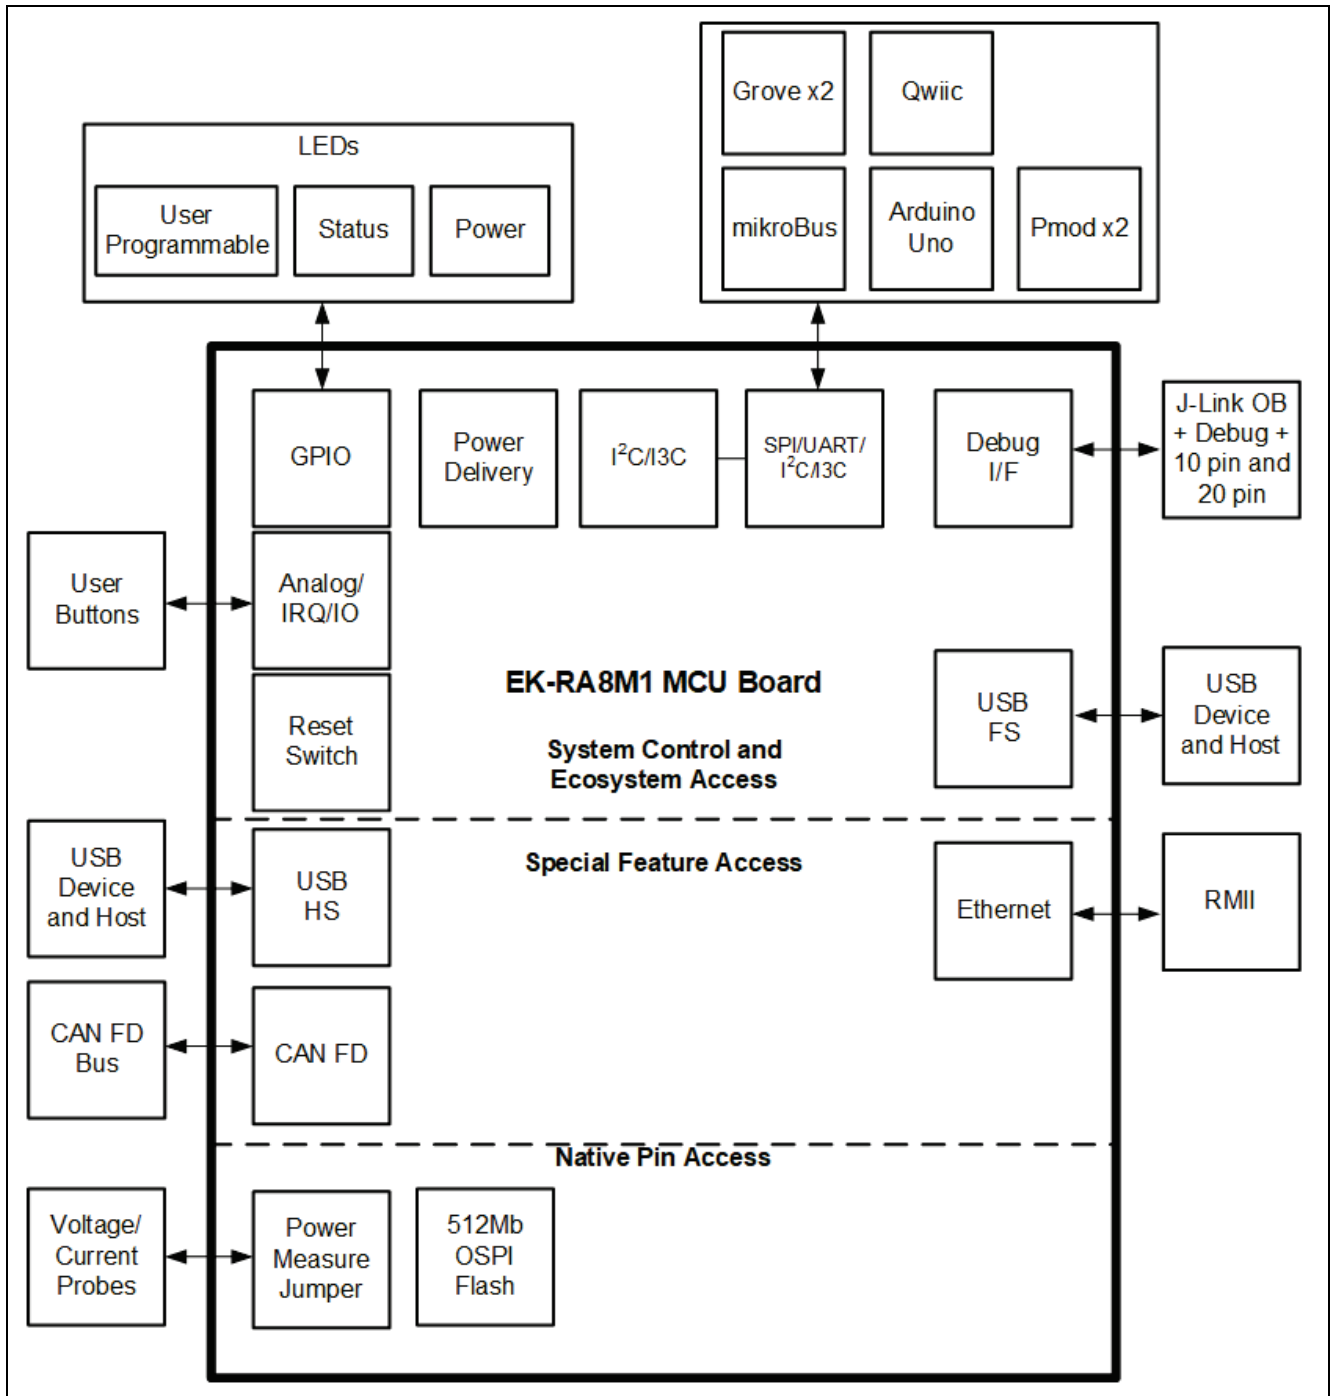 Grove x2
Qwiic
LEDs
User
Programmable
Status
Power
mikroBus
Arduino
Uno
Pmod x2
GPIO
Power
Delivery
I²C/I3C
SPI/UART/
I²C/I3C
Debug
I/F
J-Link OB
+ Debug +
10 pin and
20 pin
User
Buttons
Analog/
IRQ/IO
EK-RA8M1 MCU Board
Reset
Switch
System Control and
Ecosystem Access
USB
FS
USB
Device
and Host
USB
Device
and Host
USB
HS
Special Feature Access
Ethernet
RMII
CAN FD
Bus
CAN FD
Native Pin Access
Voltage/
Current
Probes
Power
Measure
Jumper
512Mb
OSPI
Flash